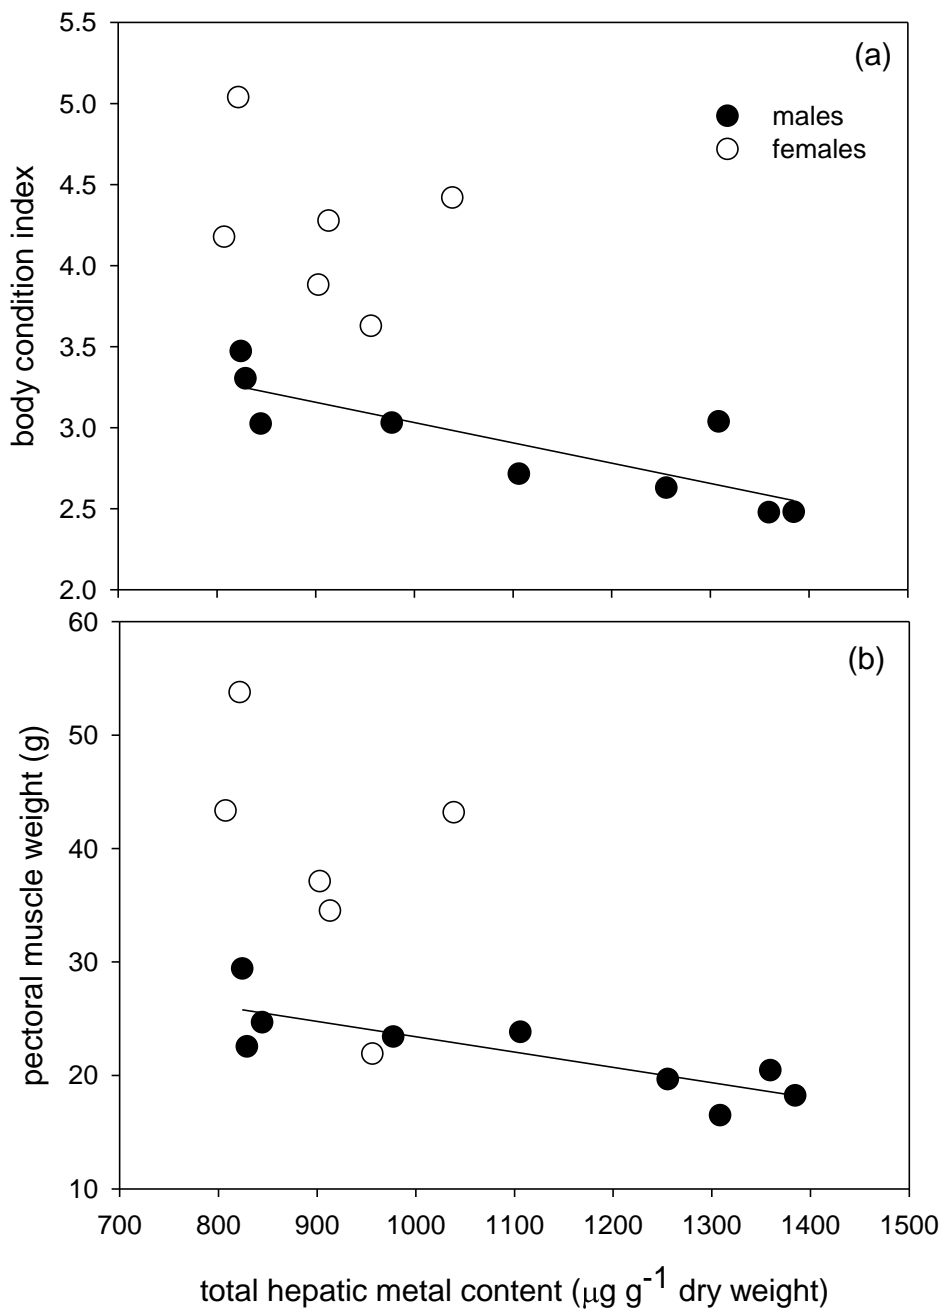 5.5
(a)
5.0
males
females
4.5
4.0
3.5
3.0
2.5
2.0
body condition index
60
(b)
50
40
30
20
10
pectoral muscle weight (g)
700 800 900 1000 1100 1200 1300 1400 1500
total hepatic metal content (μg g⁻¹ dry weight)